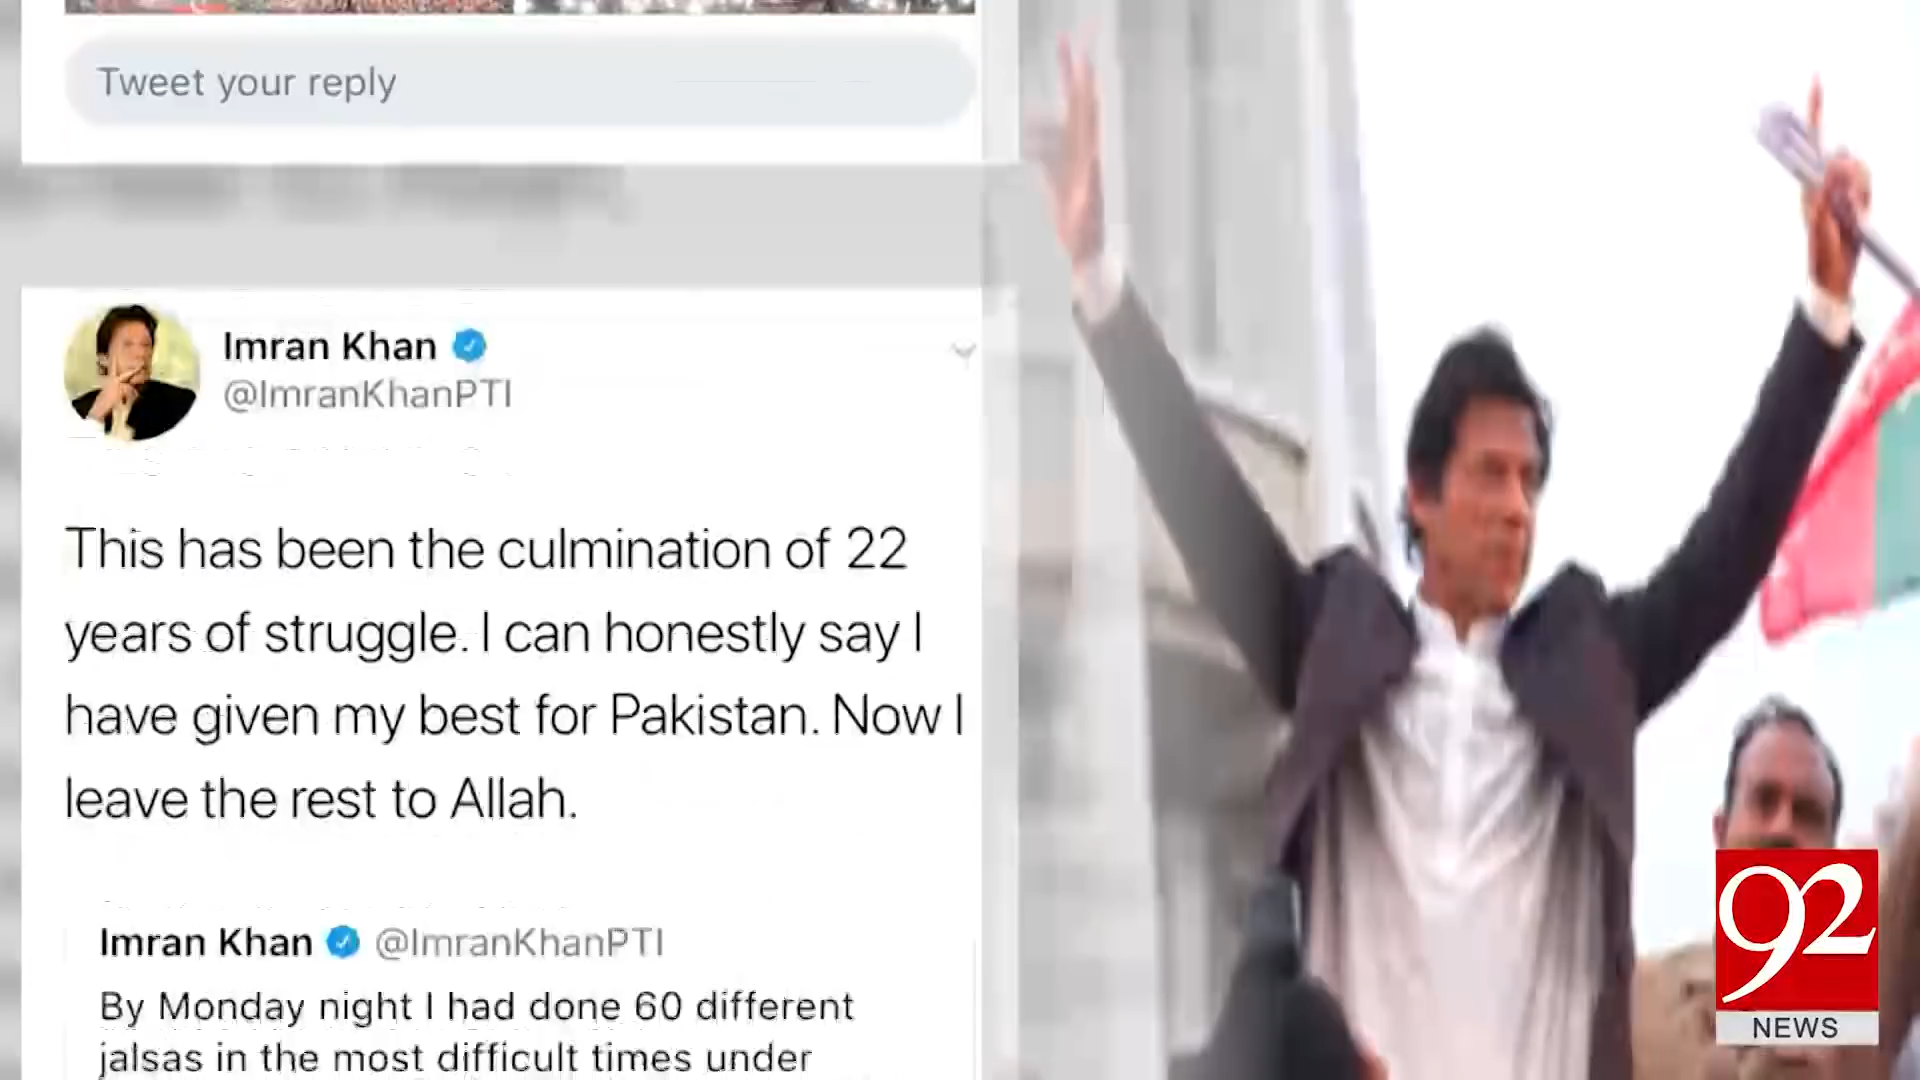 Tweet your reply
Imran Khan
@ImranKhanPTI
This has been the culmination of 22
years of struggle. I can honestly say I
have given my best for Pakistan. Now I
leave the rest to Allah.
Imran Khan @ImranKhanPTI
By Monday night I had done 60 different
jalsas in the most difficult times under
92
NEWS